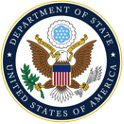 DEPARTMENT OF STATE
UNITED STATES OF AMERICA